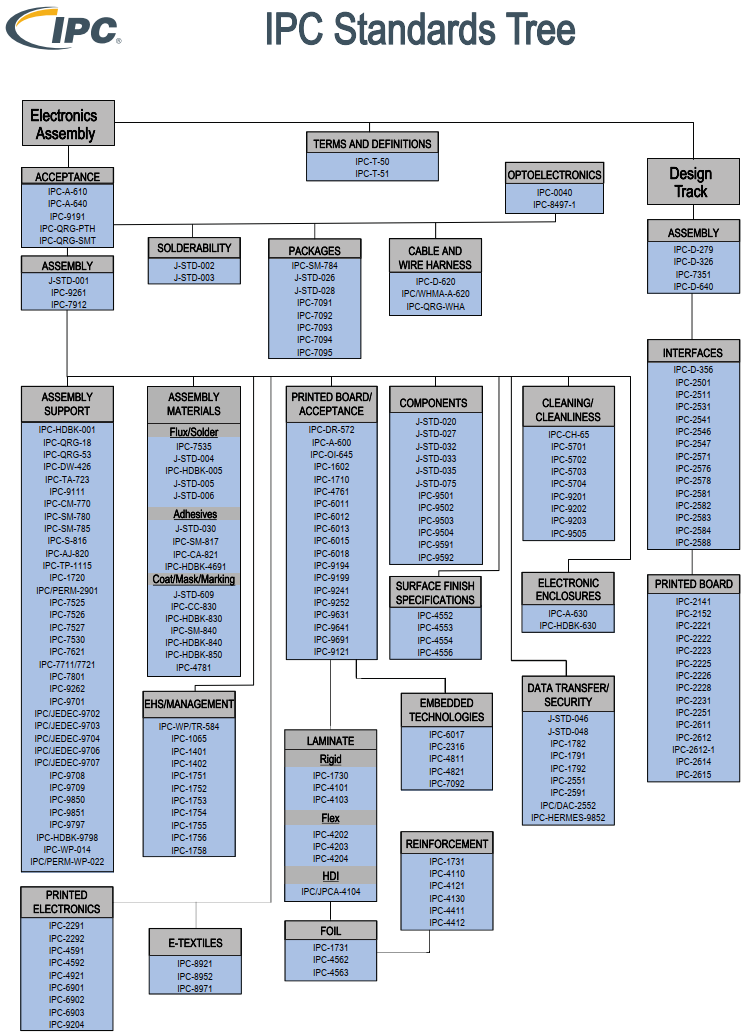 IPC®
IPC Standards Tree
Electronics
Assembly
TERMS AND DEFINITIONS
IPC-T-50
IPC-T-51
Design
Track
ACCEPTANCE
IPC-A-610
IPC-A-640
IPC-9191
IPC-QRG-PTH
IPC-QRG-SMT
OPTOELECTRONICS
IPC-0040
IPC-8497-1
ASSEMBLY
J-STD-001
IPC-9261
IPC-7912
SOLDERABILITY
J-STD-002
J-STD-003
PACKAGES
IPC-SM-784
J-STD-026
J-STD-028
IPC-7091
IPC-7092
IPC-7093
IPC-7094
IPC-7095
CABLE AND
WIRE HARNESS
IPC-D-620
IPC/WHMA-A-620
IPC-QRG-WHA
ASSEMBLY
IPC-D-279
IPC-D-326
IPC-7351
IPC-D-640
INTERFACES
IPC-D-356
IPC-2501
IPC-2511
IPC-2531
IPC-2541
IPC-2546
IPC-2547
IPC-2571
IPC-2576
IPC-2578
IPC-2581
IPC-2582
IPC-2583
IPC-2584
IPC-2588
ASSEMBLY
SUPPORT
IPC-HDBK-001
IPC-QRG-18
IPC-QRG-53
IPC-DW-426
IPC-TA-723
IPC-9111
IPC-CM-770
IPC-SM-780
IPC-SM-785
IPC-S-816
IPC-AJ-820
IPC-TP-1115
IPC-1720
IPC/PERM-2901
IPC-7525
IPC-7526
IPC-7527
IPC-7530
IPC-7621
IPC-7711/7721
IPC-7801
IPC-9262
IPC-9701
IPC/JEDEC-9702
IPC/JEDEC-9703
IPC/JEDEC-9704
IPC/JEDEC-9706
IPC/JEDEC-9707
IPC-9708
IPC-9709
IPC-9850
IPC-9851
IPC-9797
IPC-HDBK-9798
IPC-WP-014
IPC/PERM-WP-022
ASSEMBLY
MATERIALS
Flux/Solder
IPC-7535
J-STD-004
IPC-HDBK-005
J-STD-005
J-STD-006
Adhesives
J-STD-030
IPC-SM-817
IPC-CA-821
IPC-HDBK-4691
Coat/Mask/Marking
J-STD-609
IPC-CC-830
IPC-HDBK-830
IPC-SM-840
IPC-HDBK-840
IPC-HDBK-850
IPC-4781
PRINTED BOARD/
ACCEPTANCE
IPC-DR-572
IPC-A-600
IPC-OI-645
IPC-1602
IPC-1710
IPC-4761
IPC-6011
IPC-6012
IPC-6013
IPC-6015
IPC-6018
IPC-9194
IPC-9199
IPC-9241
IPC-9252
IPC-9631
IPC-9641
IPC-9691
IPC-9121
COMPONENTS
J-STD-020
J-STD-027
J-STD-032
J-STD-033
J-STD-035
J-STD-075
IPC-9501
IPC-9502
IPC-9503
IPC-9504
IPC-9591
IPC-9592
CLEANING/
CLEANLINESS
IPC-CH-65
IPC-5701
IPC-5702
IPC-5703
IPC-5704
IPC-9201
IPC-9202
IPC-9203
IPC-9505
SURFACE FINISH
SPECIFICATIONS
IPC-4552
IPC-4553
IPC-4554
IPC-4556
ELECTRONIC
ENCLOSURES
IPC-A-630
IPC-HDBK-630
PRINTED BOARD
IPC-2141
IPC-2152
IPC-2221
IPC-2222
IPC-2223
IPC-2225
IPC-2226
IPC-2228
IPC-2231
IPC-2251
IPC-2611
IPC-2612
IPC-2612-1
IPC-2614
IPC-2615
EHS/MANAGEMENT
IPC-WP/TR-584
IPC-1065
IPC-1401
IPC-1402
IPC-1751
IPC-1752
IPC-1753
IPC-1754
IPC-1755
IPC-1756
IPC-1758
EMBEDDED
TECHNOLOGIES
IPC-6017
IPC-2316
IPC-4811
IPC-4821
IPC-7092
DATA TRANSFER/
SECURITY
J-STD-046
J-STD-048
IPC-1782
IPC-1791
IPC-1792
IPC-2551
IPC-2591
IPC/DAC-2552
IPC-HERMES-9852
LAMINATE
Rigid
IPC-1730
IPC-4101
IPC-4103
Flex
IPC-4202
IPC-4203
IPC-4204
HDI
IPC/JPCA-4104
REINFORCEMENT
IPC-1731
IPC-4110
IPC-4121
IPC-4130
IPC-4411
IPC-4412
PRINTED
ELECTRONICS
IPC-2291
IPC-2292
IPC-4591
IPC-4592
IPC-4921
IPC-6901
IPC-6902
IPC-6903
IPC-9204
E-TEXTILES
IPC-8921
IPC-8952
IPC-8971
FOIL
IPC-1731
IPC-4562
IPC-4563